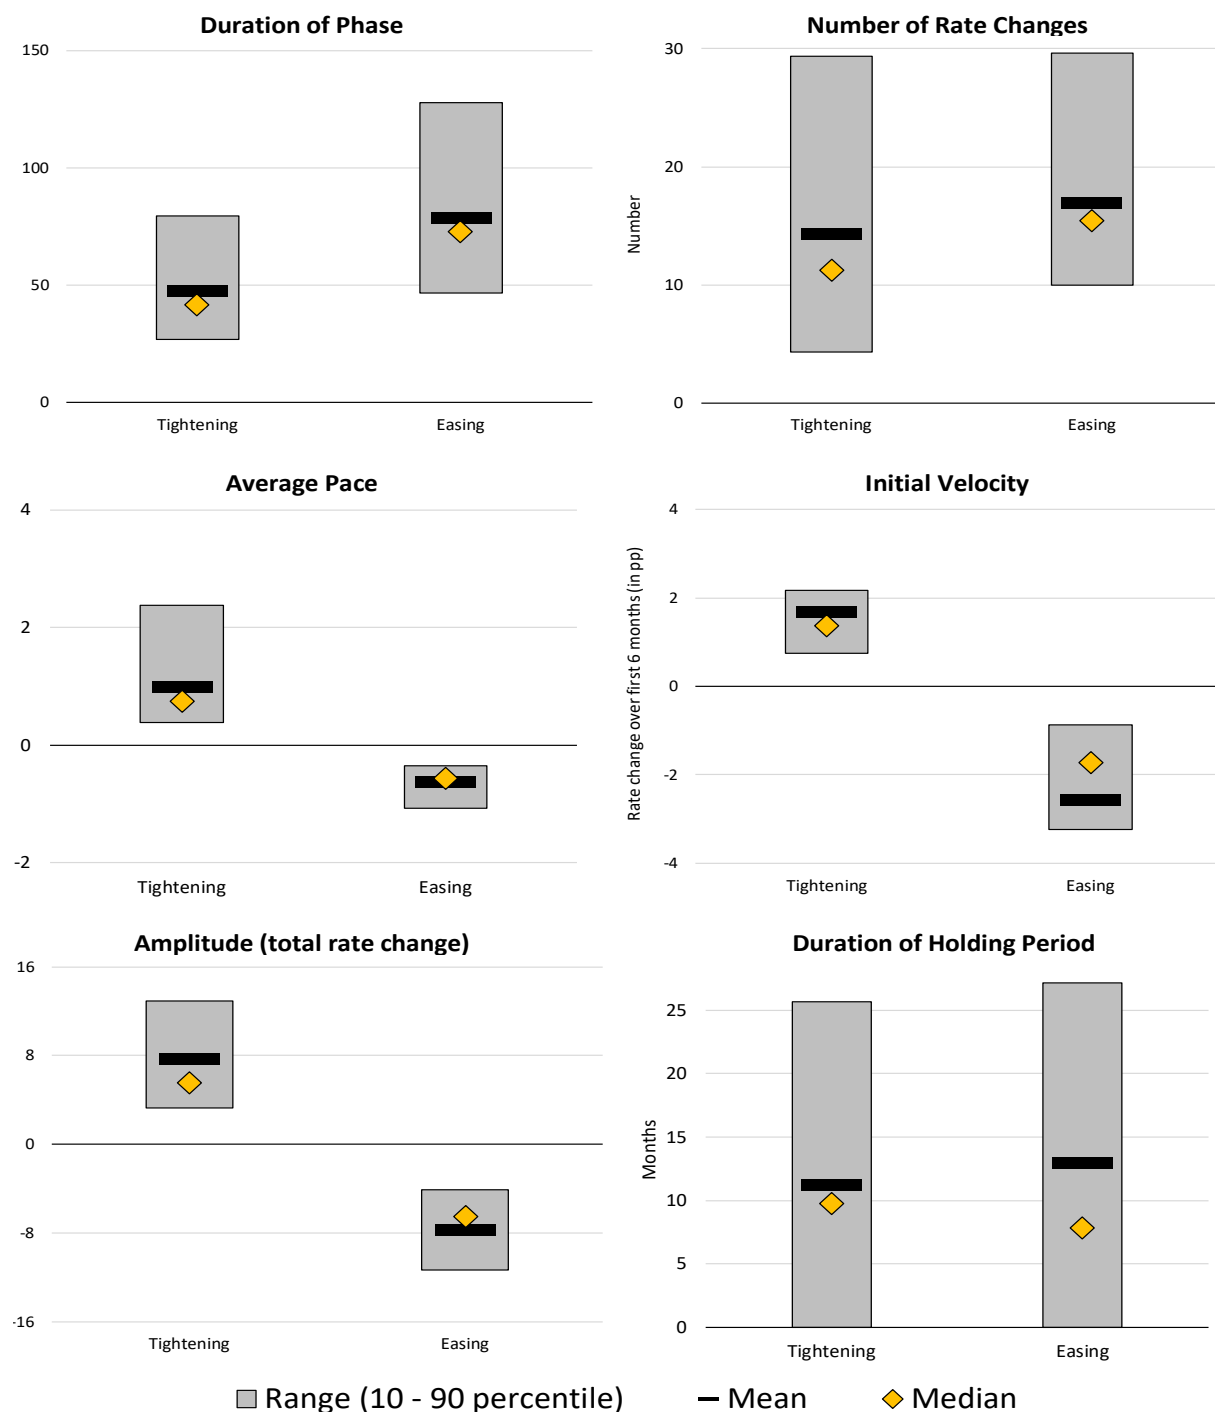 Duration of Phase
150
100
50
0
Tightening
Easing
Number of Rate Changes
Number
30
20
10
0
Tightening
Easing
Average Pace
4
2
0
-2
Tightening
Easing
Initial Velocity
Rate change over first 6 months (in pp)
4
2
0
-2
-4
Tightening
Easing
Amplitude (total rate change)
16
8
0
-8
-16
Tightening
Easing
Duration of Holding Period
Months
25
20
15
10
5
0
Tightening
Easing
Range (10 - 90 percentile)
Mean
Median